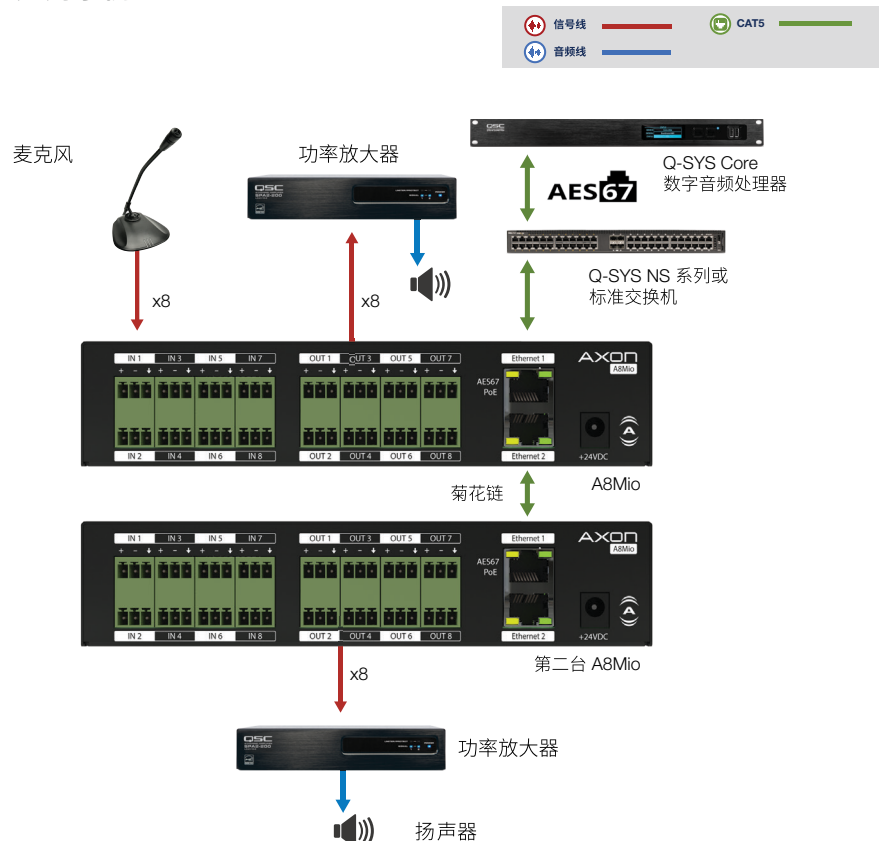 信号线
CAT5
音频线
麦克风
功率放大器
QSC
Q-SYS Core
数字音频处理器
AES67
QSC
SPA2-200
Q-SYS NS 系列或
标准交换机
x8
x8
IN 1 IN 3 IN 5 IN 7
OUT 1 OUT 3 OUT 5 OUT 7
Ethernet 1
AXON
A8Mio
AES67
PoE
IN 2 IN 4 IN 6 IN 8
OUT 2 OUT 4 OUT 6 OUT 8
Ethernet 2
+24VDC
A8Mio
菊花链
IN 1 IN 3 IN 5 IN 7
OUT 1 OUT 3 OUT 5 OUT 7
Ethernet 1
AXON
A8Mio
AES67
PoE
IN 2 IN 4 IN 6 IN 8
OUT 2 OUT 4 OUT 6 OUT 8
Ethernet 2
+24VDC
第二台 A8Mio
x8
QSC
SPA2-200
功率放大器
扬声器